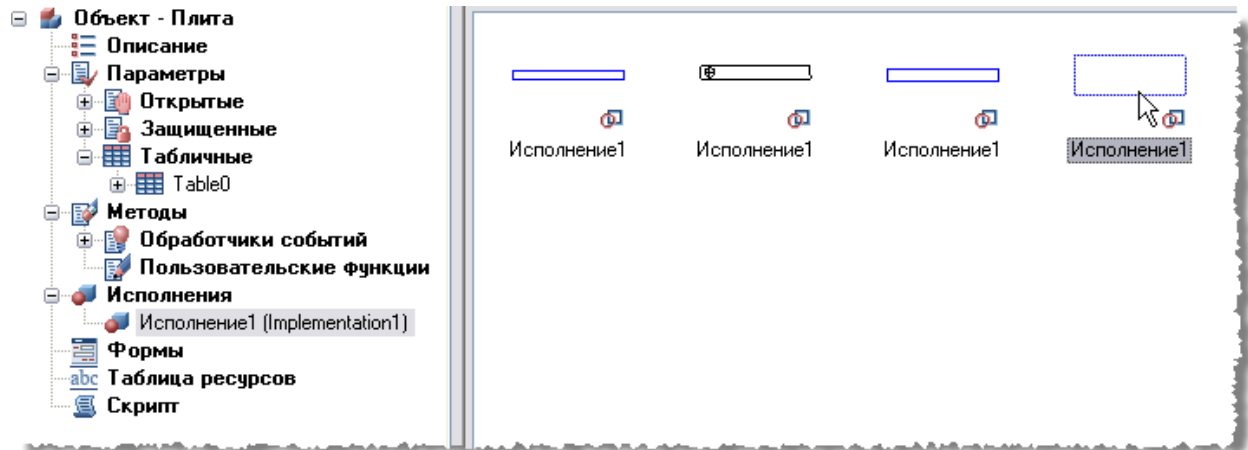 Объект - Плита
Описание
Параметры
Открытые
Защищенные
Табличные
Table0
Методы
Обработчики событий
Пользовательские функции
Исполнения
Исполнение1 (Implementation1)
Формы
abc Таблица ресурсов
Скрипт
Исполнение1 Исполнение1 Исполнение1 Исполнение1